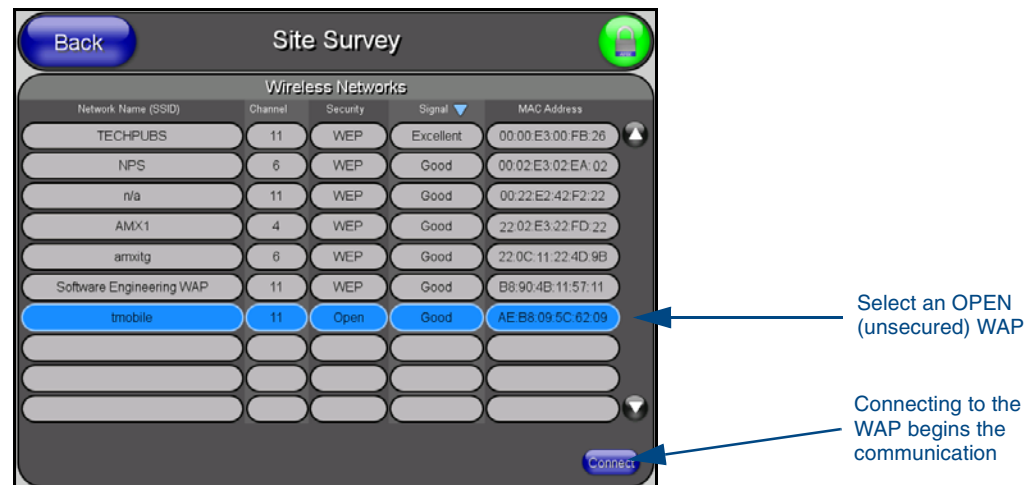 Back
Site Survey
Wireless Networks
Network Name (SSID) Channel Security Signal MAC Address
TECHPUBS 11 WEP Excellent 00:00:E3:00:FB:26
NPS 6 WEP Good 00:02:E3:02:EA:02
n/a 11 WEP Good 00:22:E2:42:F2:22
AMX1 4 WEP Good 22:02:E3:22:FD:22
amxitg 6 WEP Good 22:0C:11:22:4D:9B
Software Engineering WAP 11 WEP Good B8:90:4B:11:57:11
tmobile 11 Open Good AE:B8:09:5C:62:09
Select an OPEN
(unsecured) WAP
Connecting to the
WAP begins the
communication
Connect